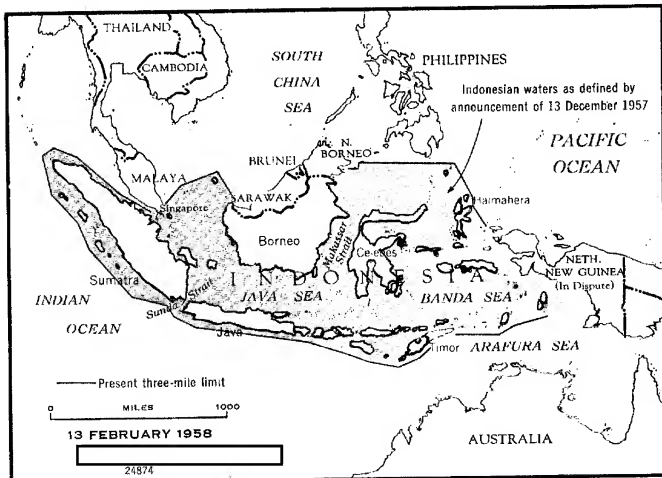 THAILAND
CAMBODIA
SOUTH
CHINA
SEA
PHILIPPINES
Indonesian waters as defined by
announcement of 13 December 1957
PACIFIC
OCEAN
N.
BORNEO
BRUNEI
MALAYA
SARAWAK
Singapore
Halmahera
Borneo
Makassar
Strait
Celebes
NETH.
NEW GUINEA
(In Dispute)
Sumatra
INDONESIA
JAVA SEA
BANDA SEA
INDIAN
OCEAN
Sunda Strait
Java
Timor
ARAFURA SEA
Present three-mile limit
0 MILES 1000
13 FEBRUARY 1958
24874
AUSTRALIA